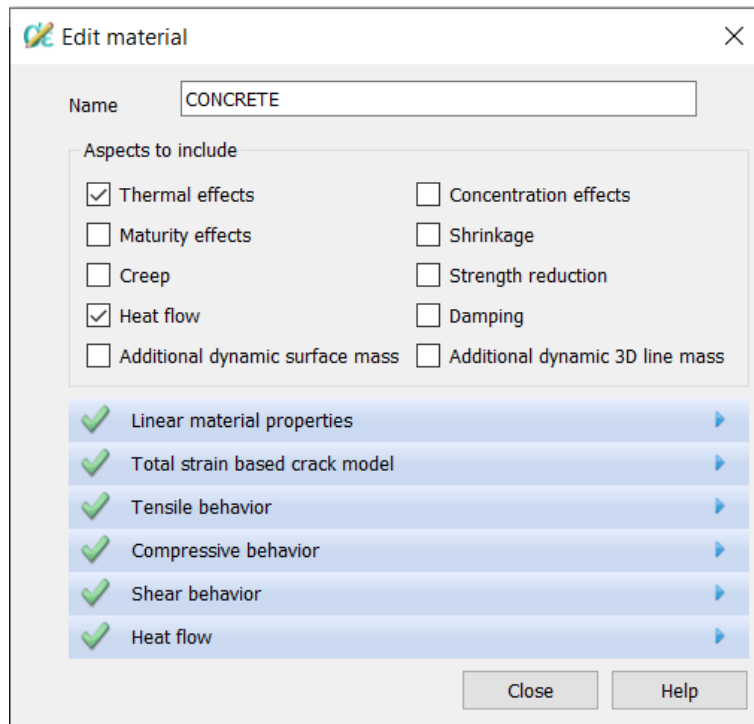 Edit material
Name CONCRETE
Aspects to include
Thermal effects Concentration effects
Maturity effects Shrinkage
Creep Strength reduction
Heat flow Damping
Additional dynamic surface mass Additional dynamic 3D line mass
Linear material properties
Total strain based crack model
Tensile behavior
Compressive behavior
Shear behavior
Heat flow
Close Help